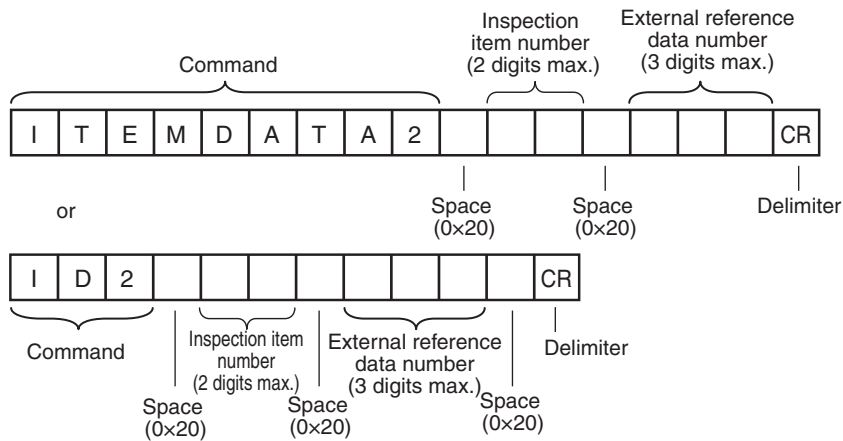 Inspection
item number
(2 digits max.)
External reference
data number
(3 digits max.)
Command
I T E M D A T A 2 CR
Space
(0×20)
Space
(0×20)
Delimiter
or
I D 2 CR
Command
Inspection item
number
(2 digits max.)
External reference
data number
(3 digits max.)
Delimiter
Space
(0×20)
Space
(0×20)
Space
(0×20)